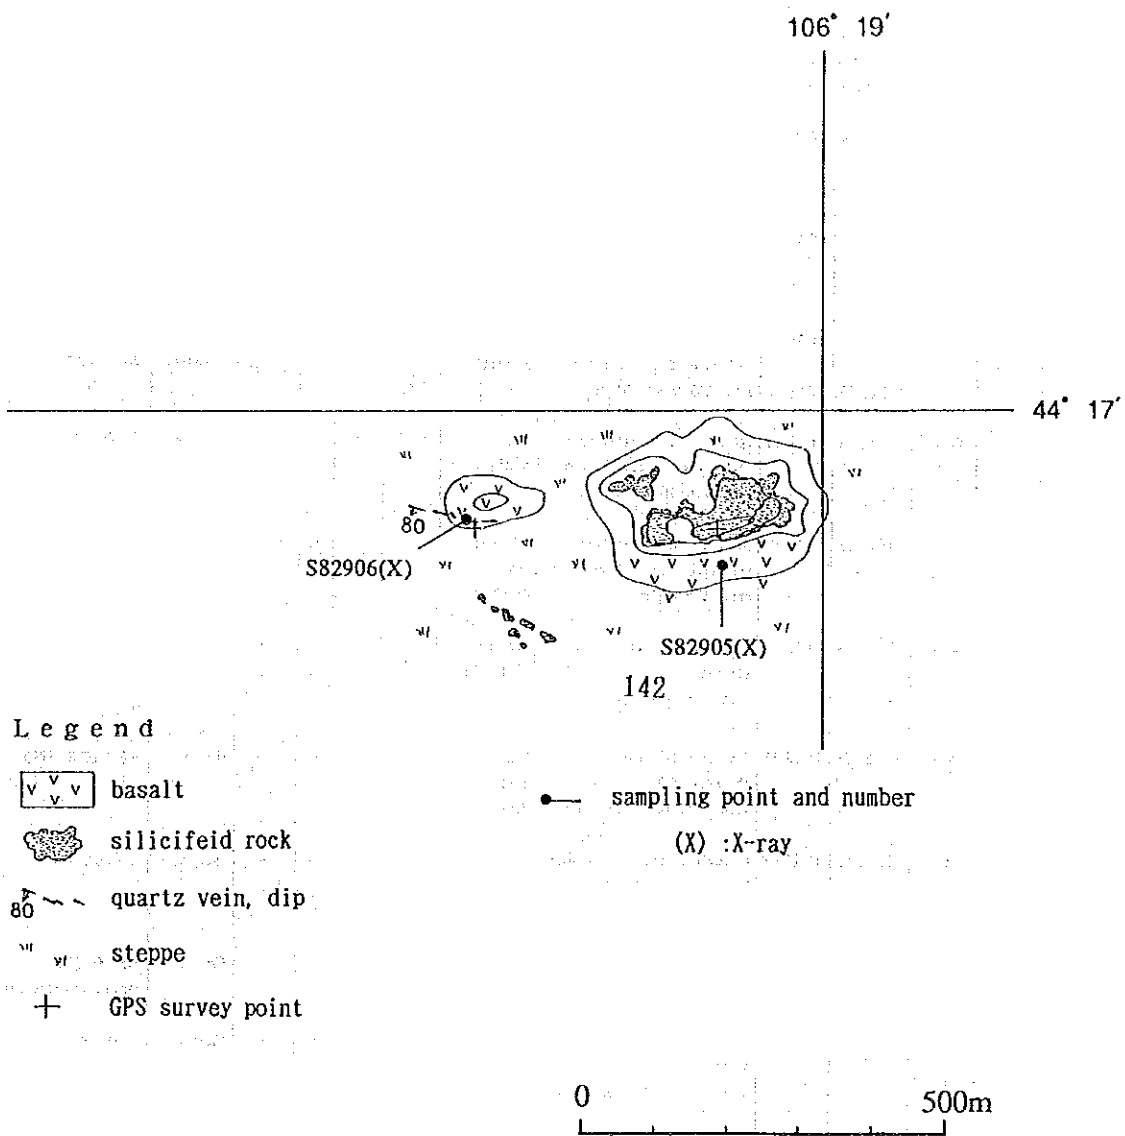 106° 19′
44° 17′
80
S82906(X)
S82905(X)
142
Legend
basalt
silicifeid rock
80 quartz vein, dip
steppe
GPS survey point
sampling point and number
(X) :X-ray
0 500m